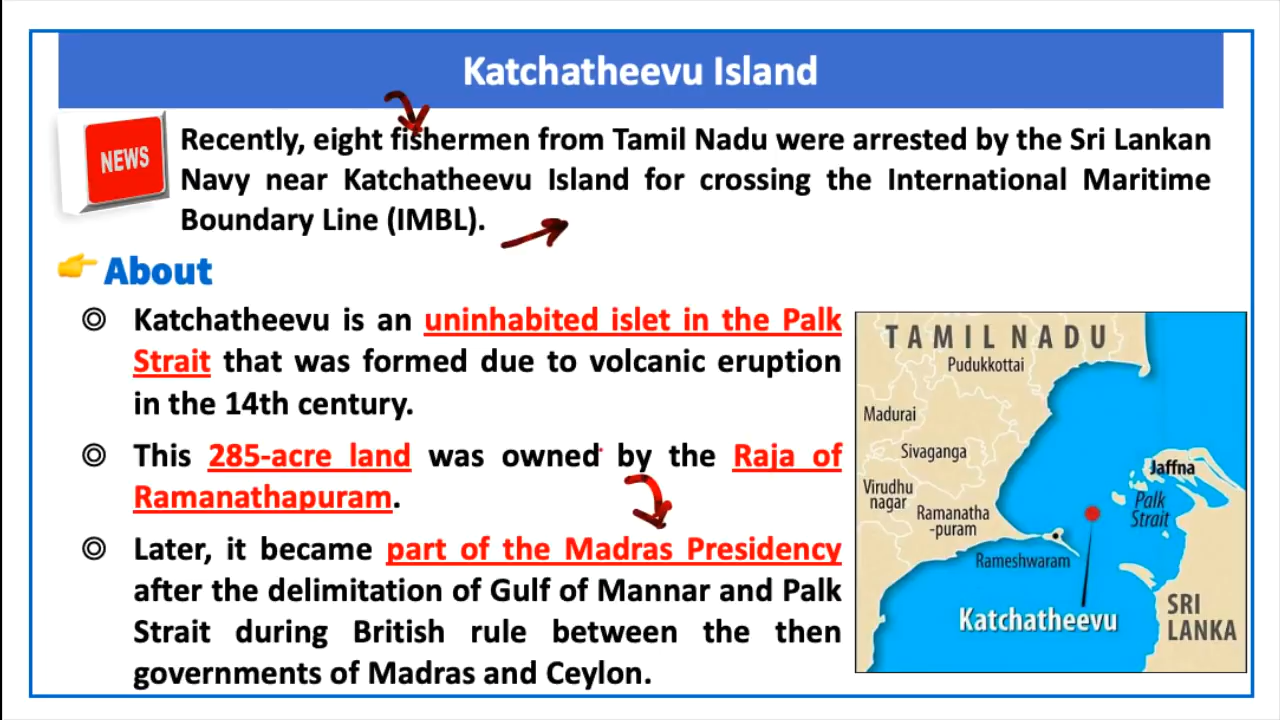 Katchatheevu Island
NEWS
Recently, eight fishermen from Tamil Nadu were arrested by the Sri Lankan
Navy near Katchatheevu Island for crossing the International Maritime
Boundary Line (IMBL).
About
Katchatheevu is an uninhabited islet in the Palk
Strait that was formed due to volcanic eruption
in the 14th century.
This 285-acre land was owned by the Raja of
Ramanathapuram.
Later, it became part of the Madras Presidency
after the delimitation of Gulf of Mannar and Palk
Strait during British rule between the then
governments of Madras and Ceylon.
TAMIL NADU
Pudukkottai
Madurai
Sivaganga
Virudhu
nagar
Ramanatha
-puram
Rameshwaram
Jaffna
Palk
Strait
Katchatheevu
SRI
LANKA